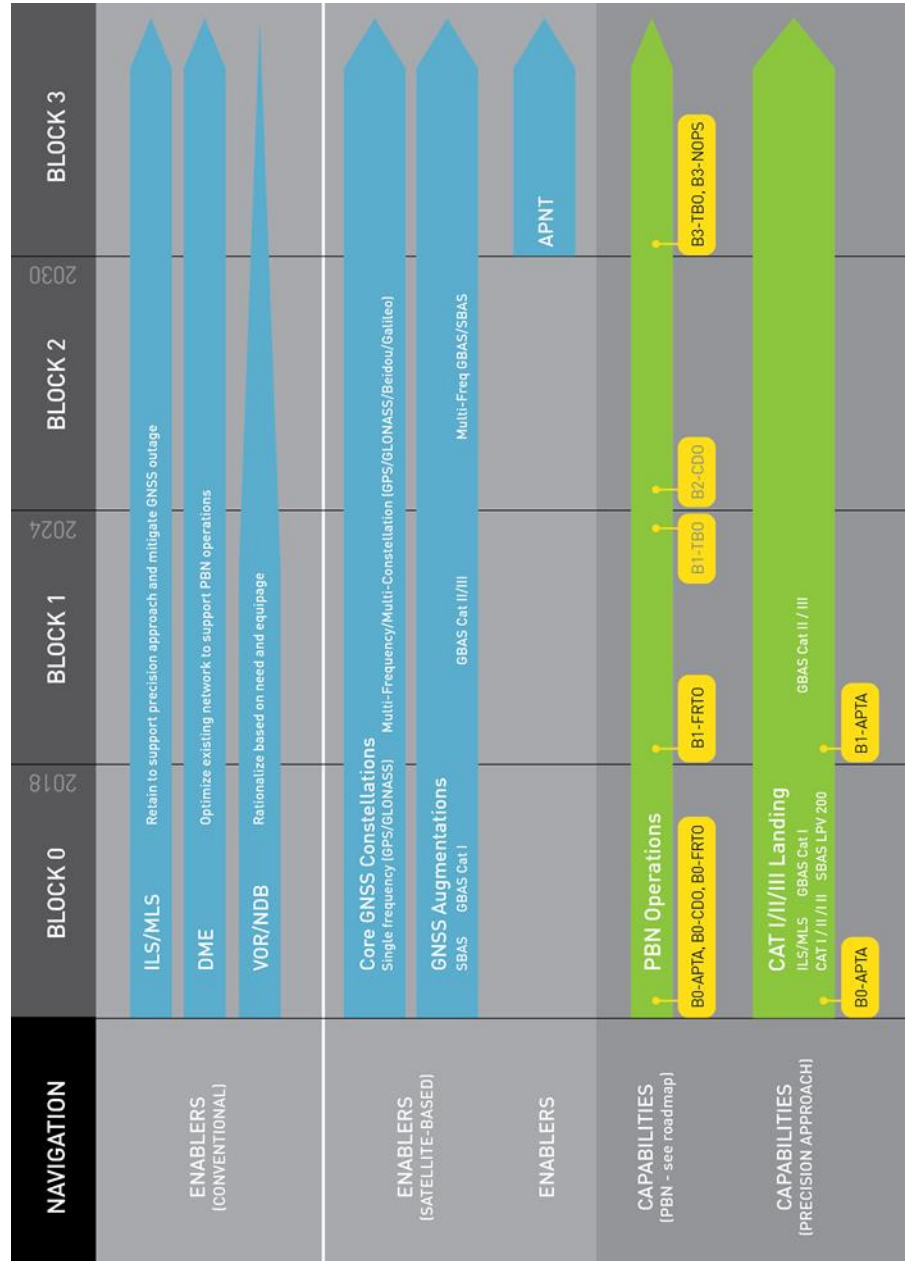 NAVIGATION
BLOCK 0
2018
BLOCK 1
2024
BLOCK 2
2030
BLOCK 3
ENABLERS
(CONVENTIONAL)
ILS/MLS
Retain to support precision approach and mitigate GNSS outage
DME
Optimize existing network to support PBN operations
VOR/NDB
Rationalize based on need and equipage
ENABLERS
(SATELLITE-BASED)
Core GNSS Constellations
Single frequency (GPS/GLONASS)
Multi-Frequency/Multi-Constellation (GPS/GLONASS/Beidou/Galileo)
GNSS Augmentations
SBAS
GBAS Cat I
GBAS Cat II/III
Multi-Freq GBAS/SBAS
ENABLERS
APNT
CAPABILITIES
(PBN - see roadmap)
PBN Operations
B0-APTA, B0-CDO, B0-FRTO
B1-FRTO
B1-TBO
B2-CDO
B3-TBO, B3-NOPS
CAPABILITIES
(PRECISION APPROACH)
CAT I/II/III Landing
ILS/MLS
GBAS Cat I
CAT I / II / III
SBAS LPV 200
GBAS Cat II / III
B0-APTA
B1-APTA